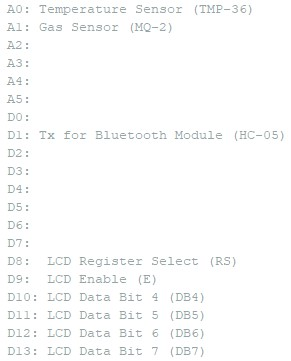 A0: Temperature Sensor (TMP-36)
A1: Gas Sensor (MQ-2)
A2:
A3:
A4:
A5:
D0:
D1: Tx for Bluetooth Module (HC-05)
D2:
D3:
D4:
D5:
D6:
D7:
D8:  LCD Register Select (RS)
D9:  LCD Enable (E)
D10: LCD Data Bit 4 (DB4)
D11: LCD Data Bit 5 (DB5)
D12: LCD Data Bit 6 (DB6)
D13: LCD Data Bit 7 (DB7)